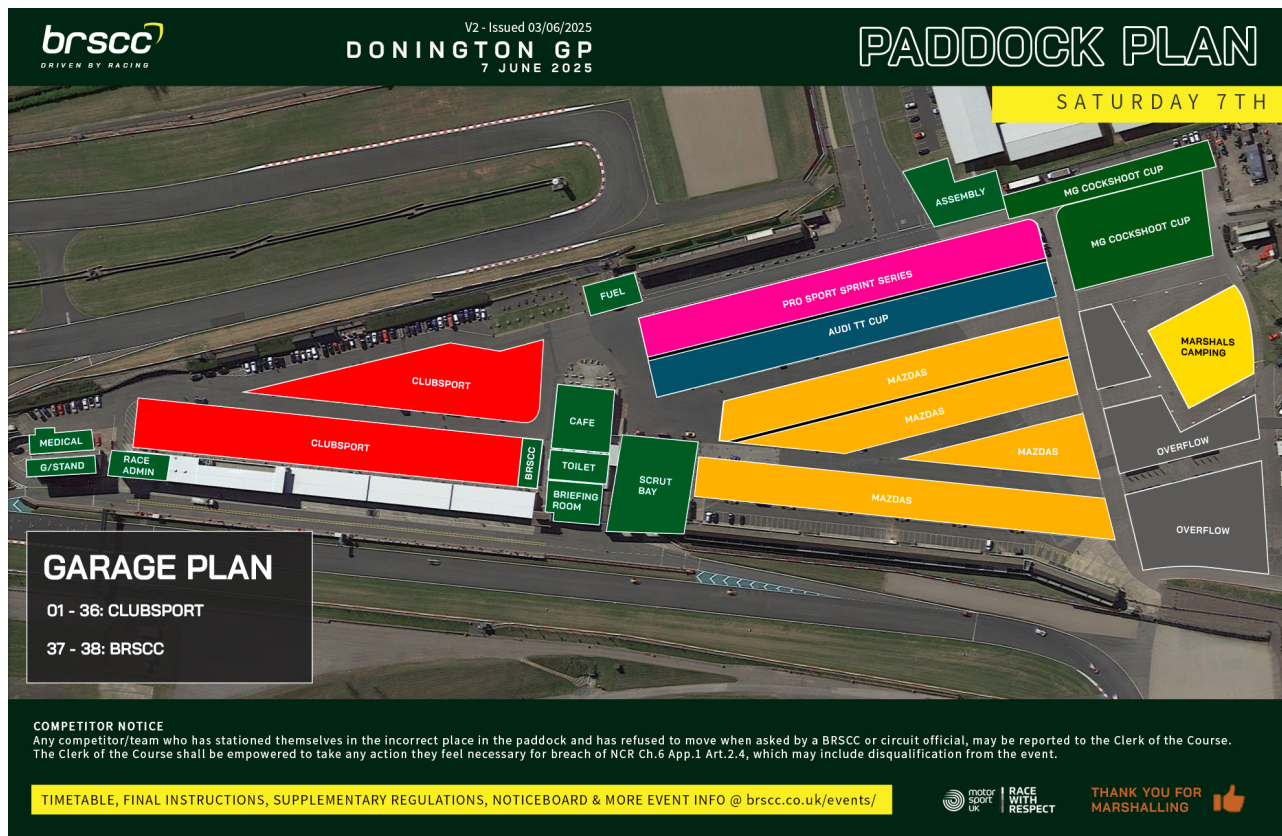 brscc
DRIVEN BY RACING
V2 - Issued 03/06/2025
DONINGTON GP
7 JUNE 2025
PADDOCK PLAN
SATURDAY 7TH
ASSEMBLY
MG COCKSHOOT CUP
MG COCKSHOOT CUP
FUEL
PRO SPORT SPRINT SERIES
AUDI TT CUP
MARSHALS
CAMPING
CLUBSPORT
MAZDAS
MAZDAS
CAFE
MEDICAL
CLUBSPORT
OVERFLOW
G/STAND
RACE
ADMIN
BRSCC
TOILET
MAZDAS
SCRUT
BAY
BRIEFING
ROOM
MAZDAS
OVERFLOW
GARAGE PLAN
01 - 36: CLUBSPORT
37 - 38: BRSCC
COMPETITOR NOTICE
Any competitor/team who has stationed themselves in the incorrect place in the paddock and has refused to move when asked by a BRSCC or circuit official, may be reported to the Clerk of the Course.
The Clerk of the Course shall be empowered to take any action they feel necessary for breach of NCR Ch.6 App.1 Art.2.4, which may include disqualification from the event.
TIMETABLE, FINAL INSTRUCTIONS, SUPPLEMENTARY REGULATIONS, NOTICEBOARD & MORE EVENT INFO @ brscc.co.uk/events/
motor
sport
uk
RACE
WITH
RESPECT
THANK YOU FOR
MARSHALLING